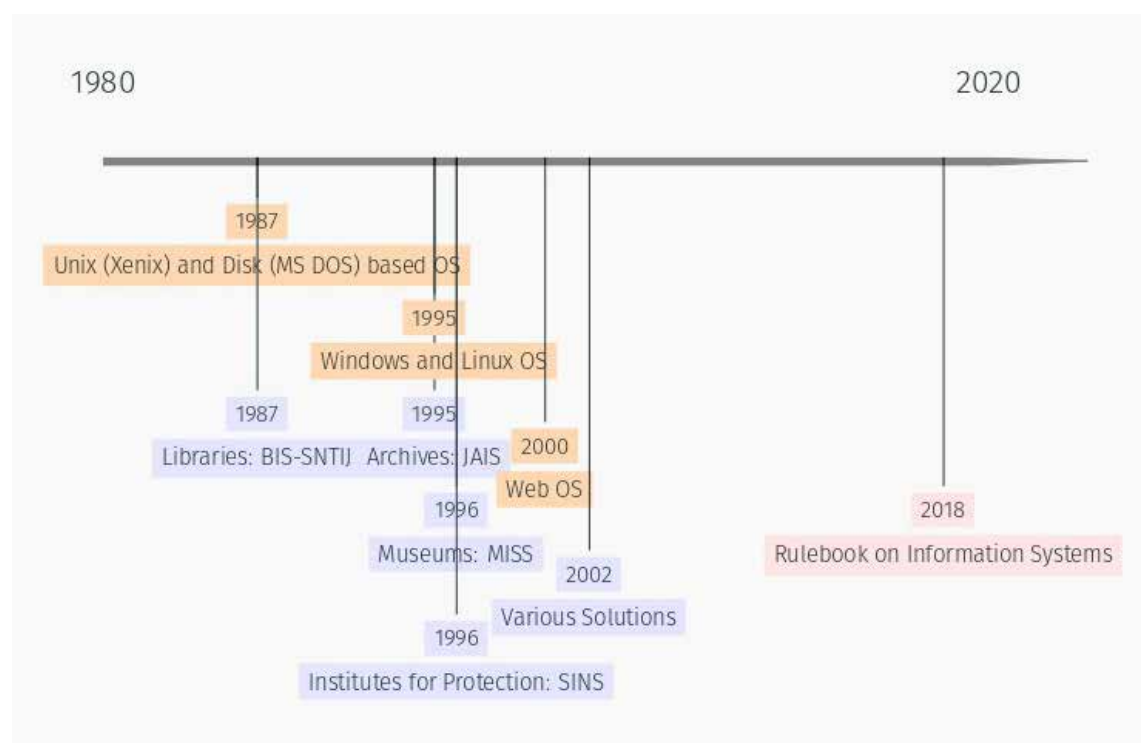 1980
2020
1987
Unix (Xenix) and Disk (MS DOS) based OS
1995
Windows and Linux OS
1987
Libraries: BIS-SNTIJ
1995
Archives: JAIS
2000
Web OS
1996
Museums: MISS
2002
Various Solutions
1996
Institutes for Protection: SINS
2018
Rulebook on Information Systems